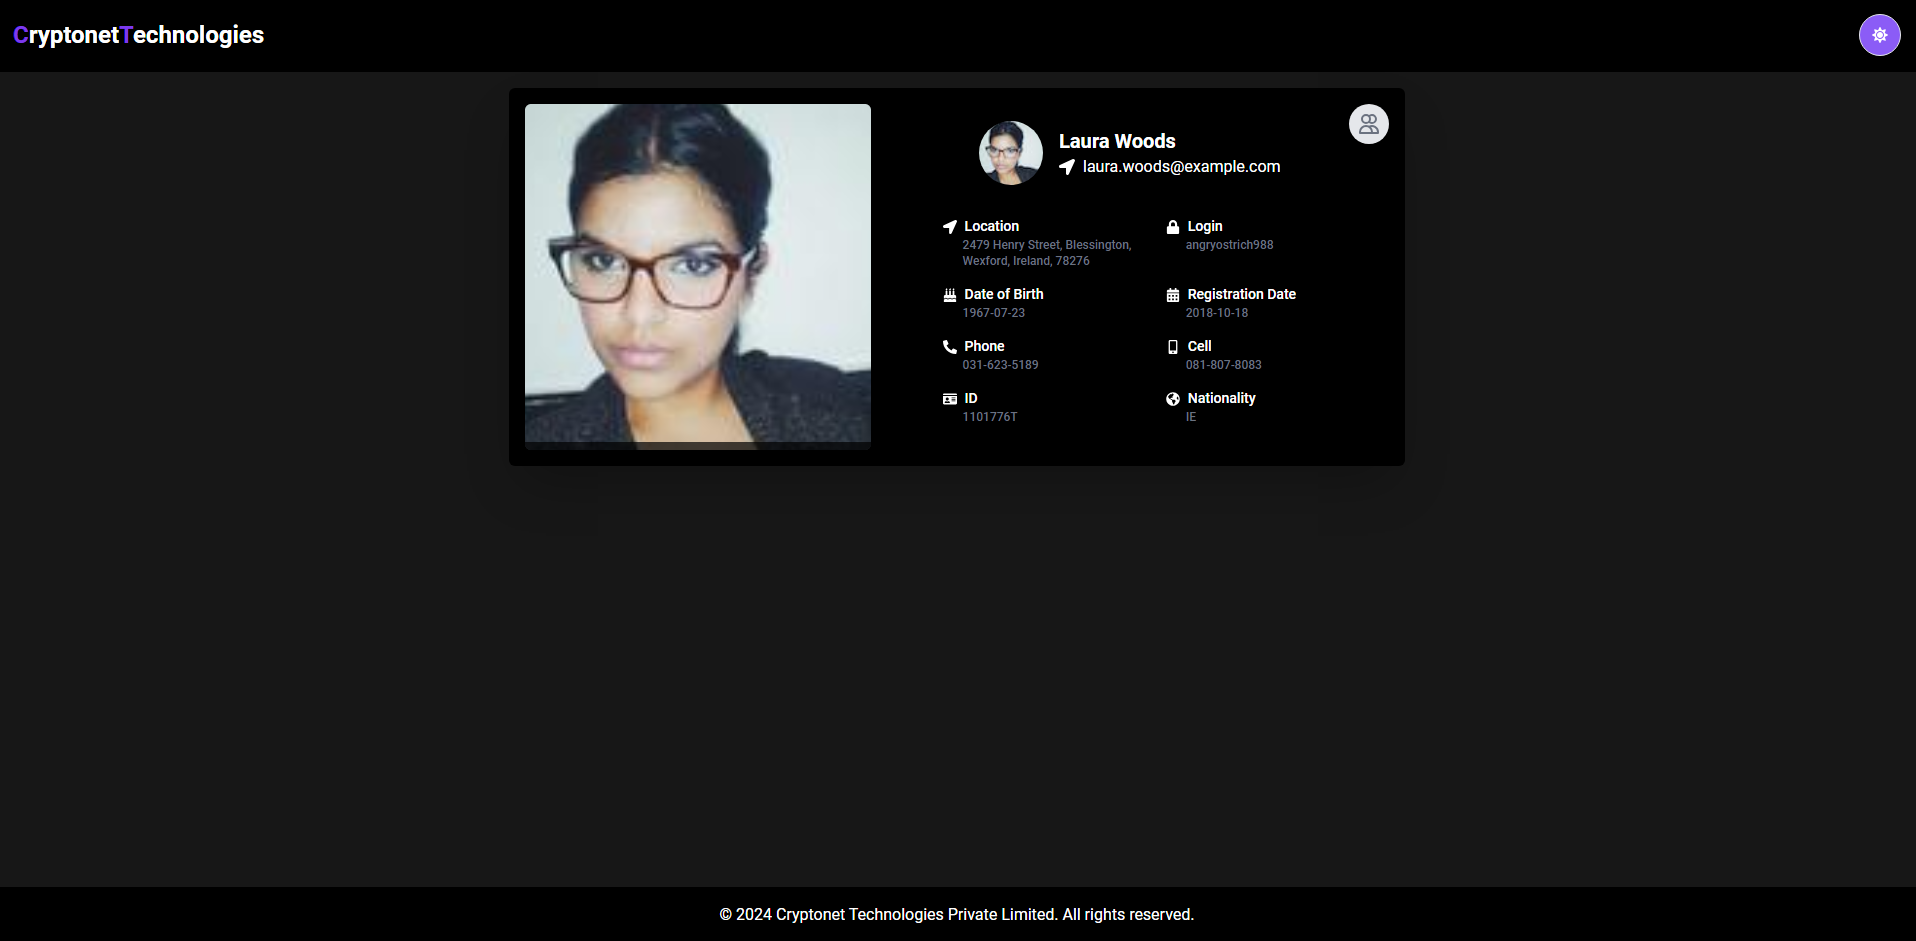 CryptonetTechnologies
Laura Woods
laura.woods@example.com
Location
2479 Henry Street, Blessington,
Wexford, Ireland, 78276
Login
angryostrich988
Date of Birth
1967-07-23
Registration Date
2018-10-18
Phone
031-623-5189
Cell
081-807-8083
ID
1101776T
Nationality
IE
© 2024 Cryptonet Technologies Private Limited. All rights reserved.